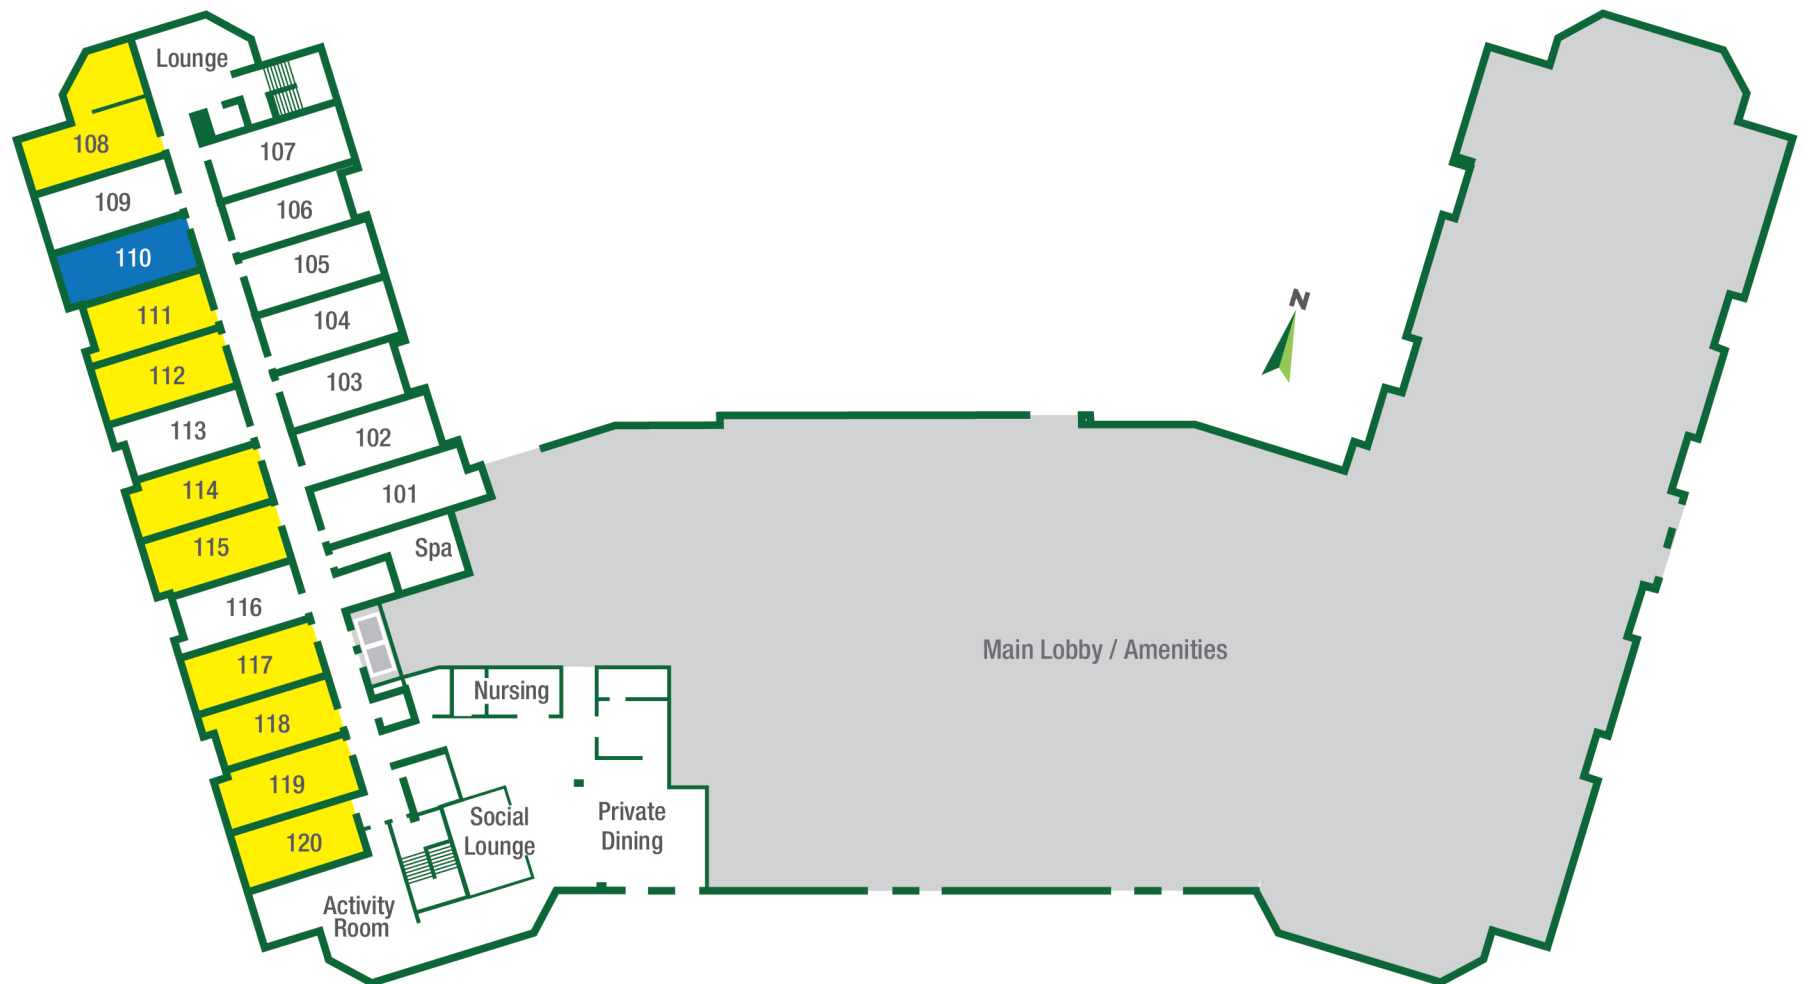 Lounge
108
107
109
106
110
105
111
104
112
103
113
102
114
101
115
Spa
116
117
118
119
120
N
Nursing
Main Lobby / Amenities
Social
Lounge
Private
Dining
Activity
Room